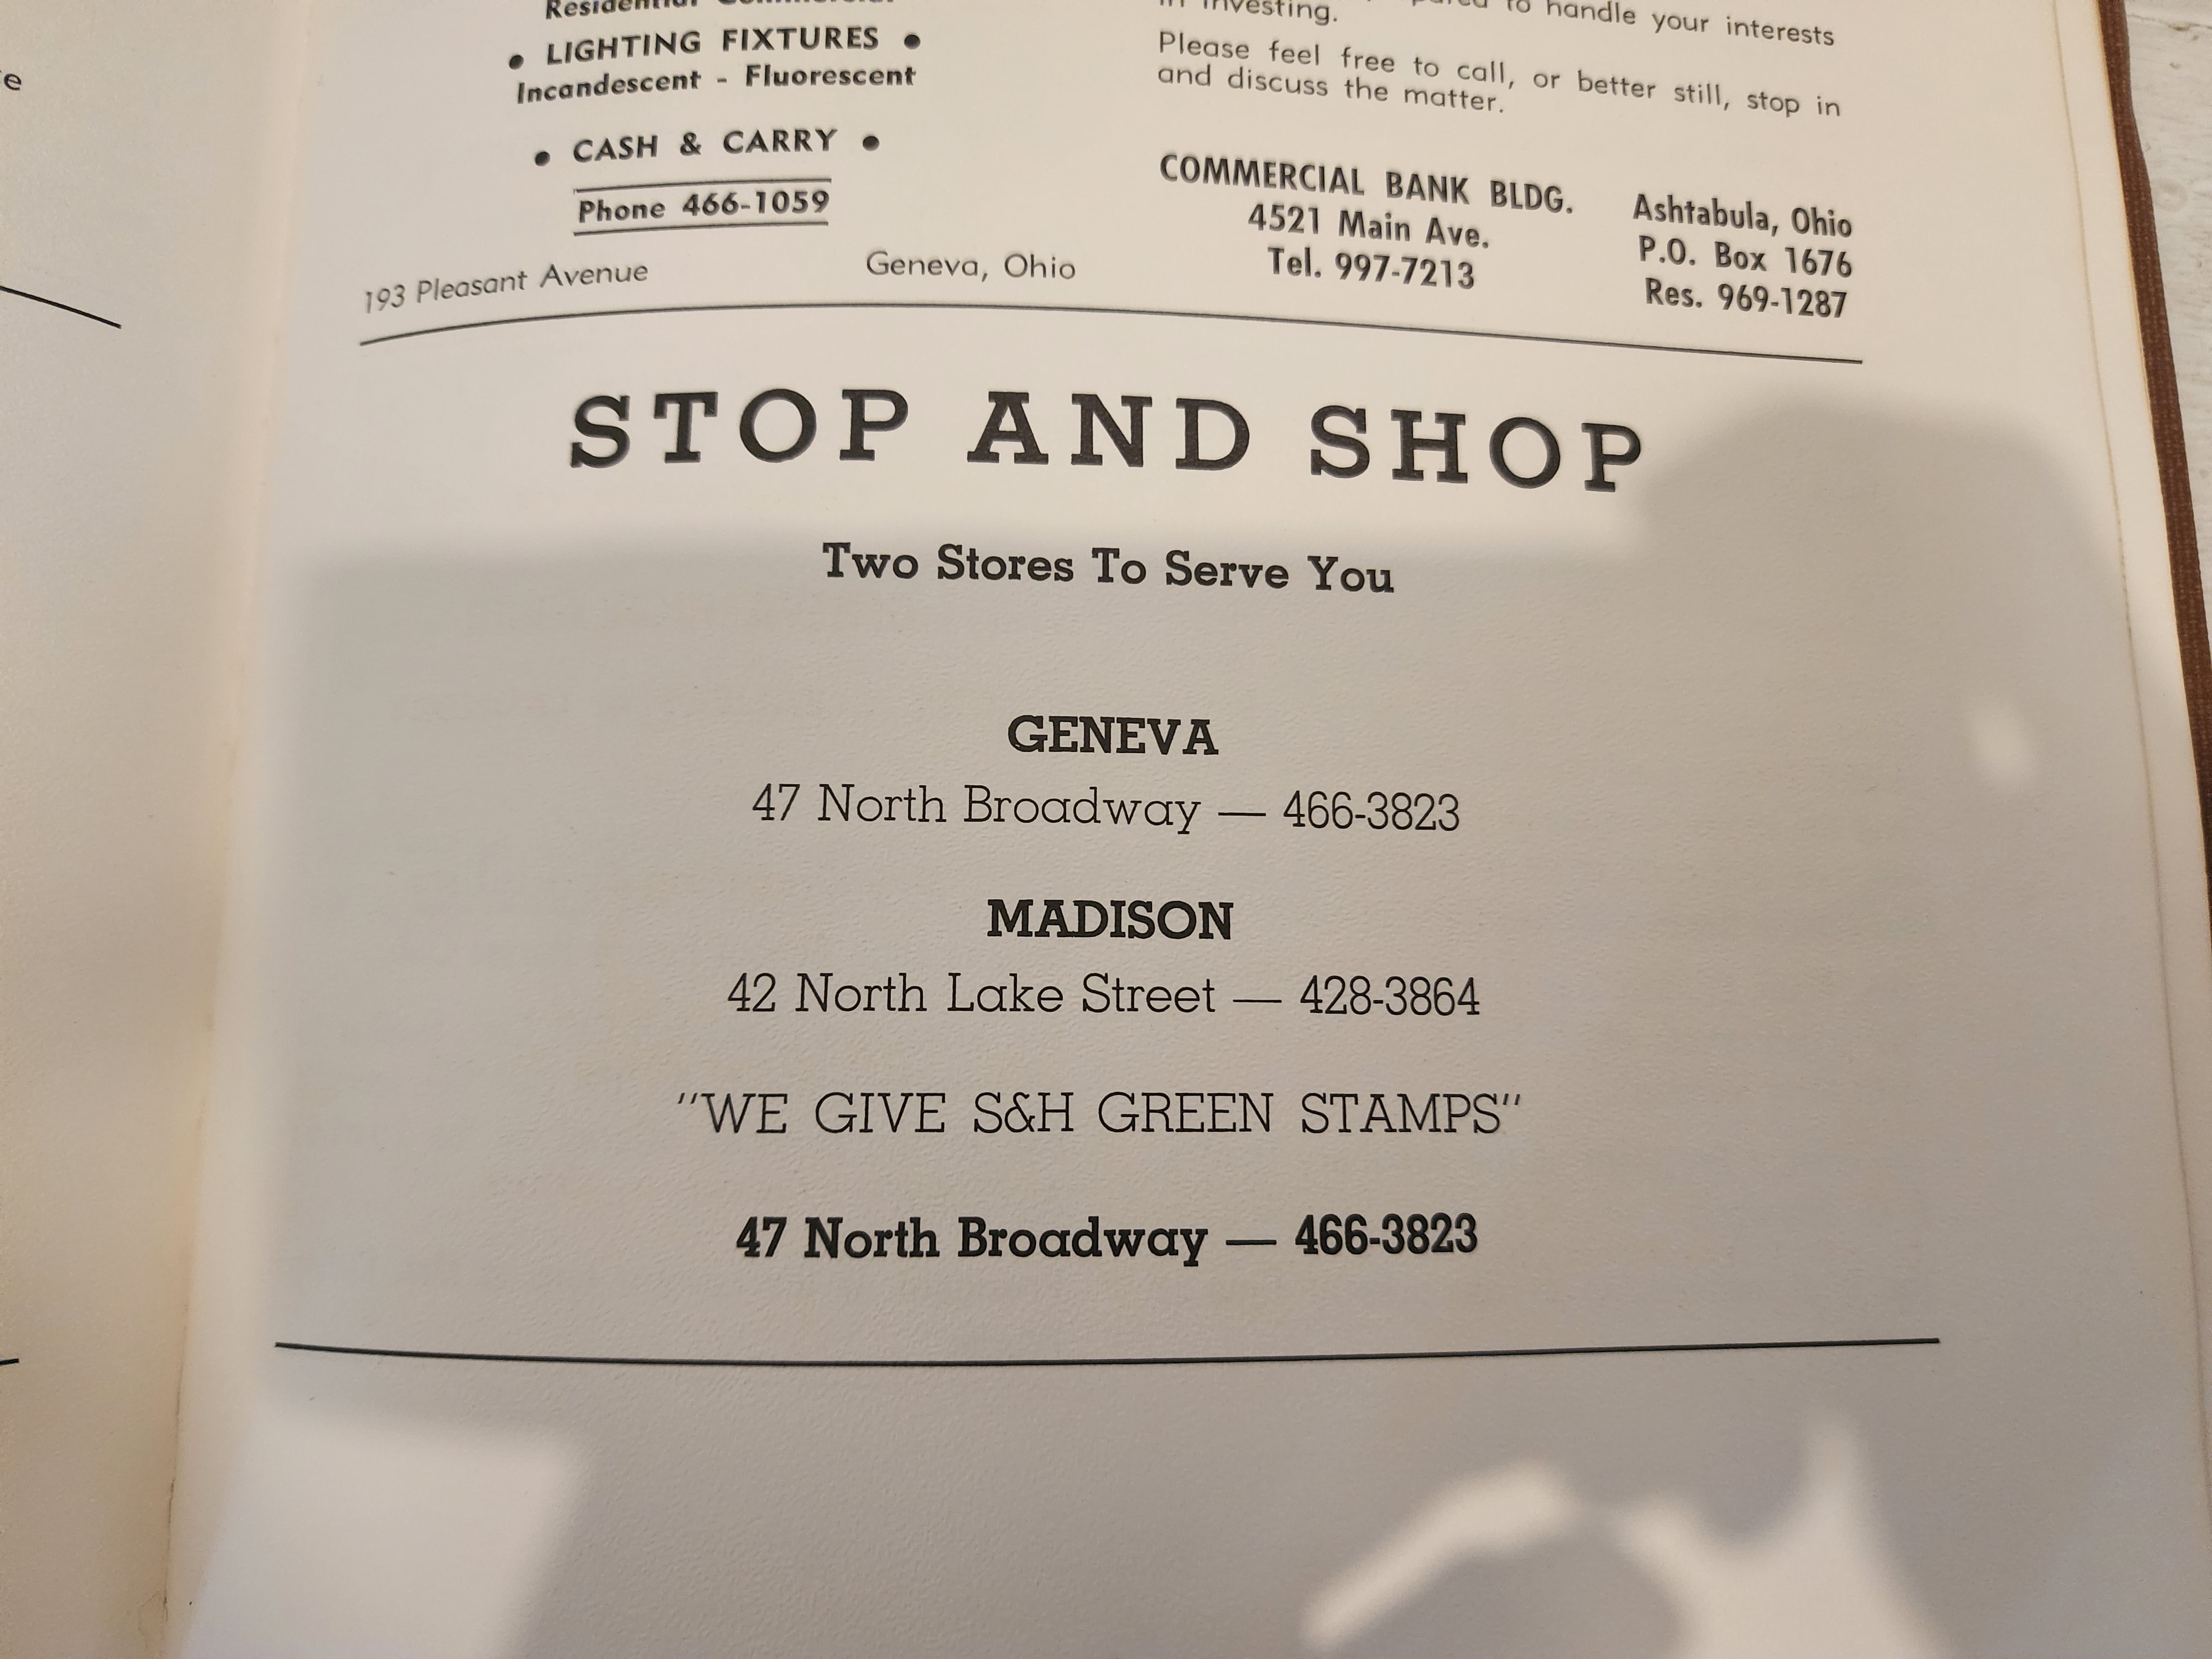 LIGHTING FIXTURES
Incandescent - Fluorescent
• CASH & CARRY •
Phone 466-1059
193 Pleasant Avenue Geneva, Ohio
to handle your interests
in investing.
Please feel free to call, or better still, stop in
and discuss the matter.
COMMERCIAL BANK BLDG.
4521 Main Ave.
Tel. 997-7213
Ashtabula, Ohio
P.O. Box 1676
Res. 969-1287
STOP AND SHOP
Two Stores To Serve You
GENEVA
47 North Broadway — 466-3823
MADISON
42 North Lake Street — 428-3864
"WE GIVE S&H GREEN STAMPS"
47 North Broadway — 466-3823